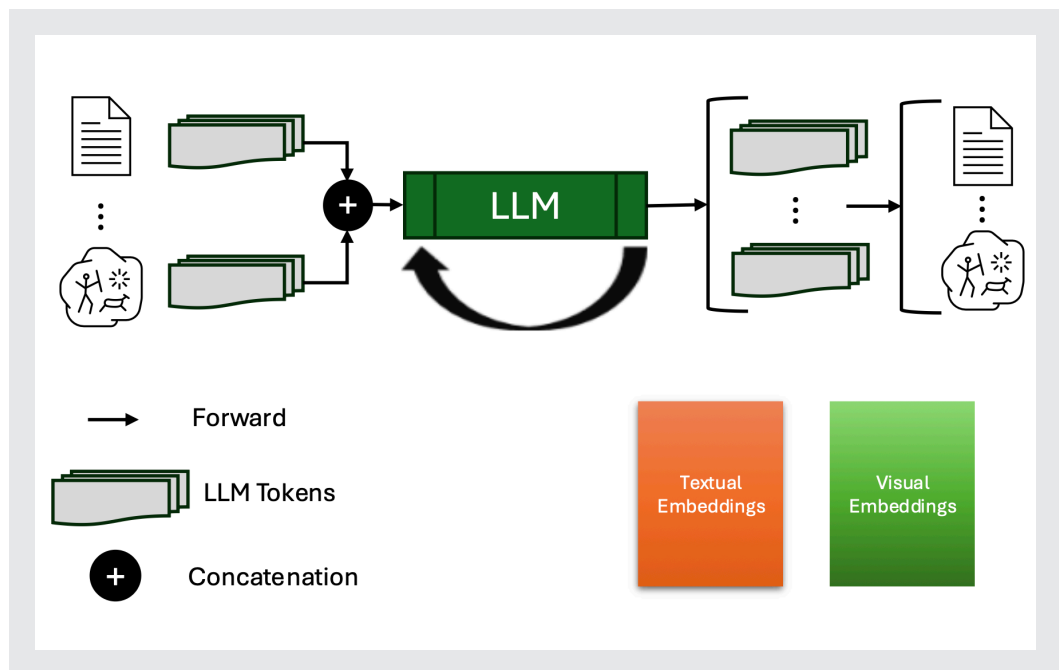 +
LLM
Forward
LLM Tokens
+
Concatenation
Textual
Embeddings
Visual
Embeddings